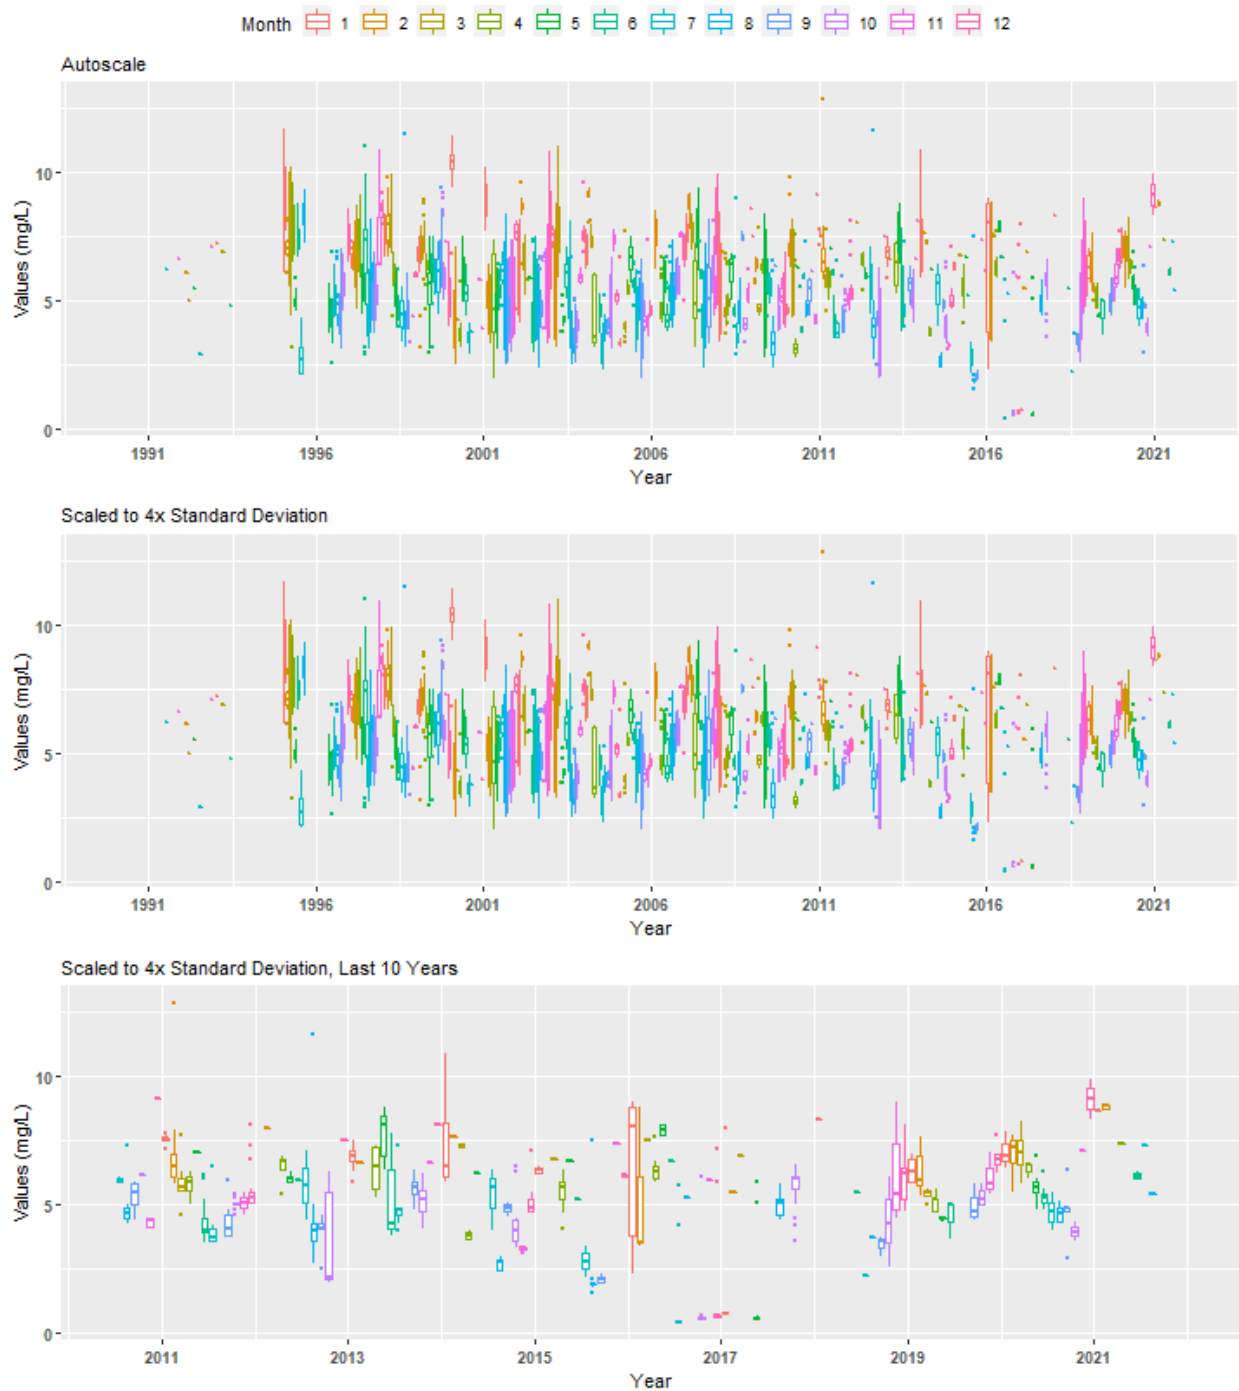 Month 1 2 3 4 5 6 7 8 9 10 11 12
Autoscale
Values (mg/L)
10
5
0
1991 1996 2001 2006 2011 2016 2021
Year
Scaled to 4x Standard Deviation
Values (mg/L)
10
5
0
1991 1996 2001 2006 2011 2016 2021
Year
Scaled to 4x Standard Deviation, Last 10 Years
Values (mg/L)
10
5
0
2011 2013 2015 2017 2019 2021
Year